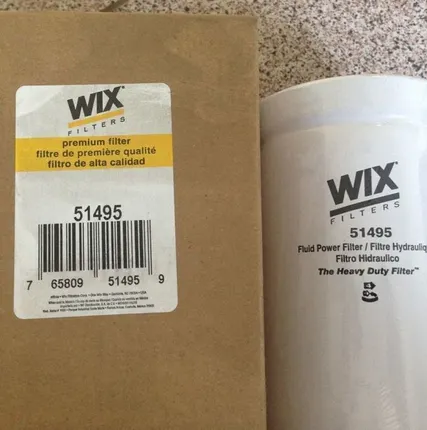 WIX
FILTERS
premium filter
filtre de première qualité
filtro de alta calidad
51495
7 65809 51495 9
WIX
FILTERS
51495
Fluid Power Filter / Filtre Hydrauliq
Filtro Hidraulico
The Heavy Duty Filter™